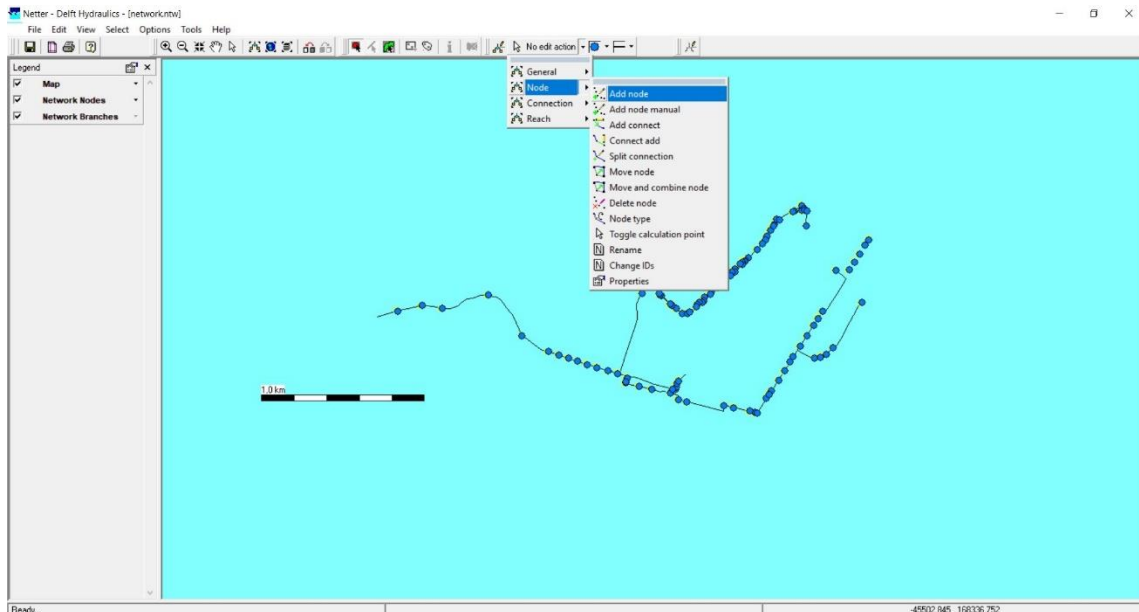 Netter - Delft Hydraulics - [network.ntw]
File Edit View Select Options Tools Help
No edit action
Legend
Map
Network Nodes
Network Branches
General
Node
Connection
Reach
Add node
Add node manual
Add connect
Connect add
Split connection
Move node
Move and combine node
Delete node
Node type
Toggle calculation point
Rename
Change IDs
Properties
1.0 km
Ready
-45502.845 168336.752